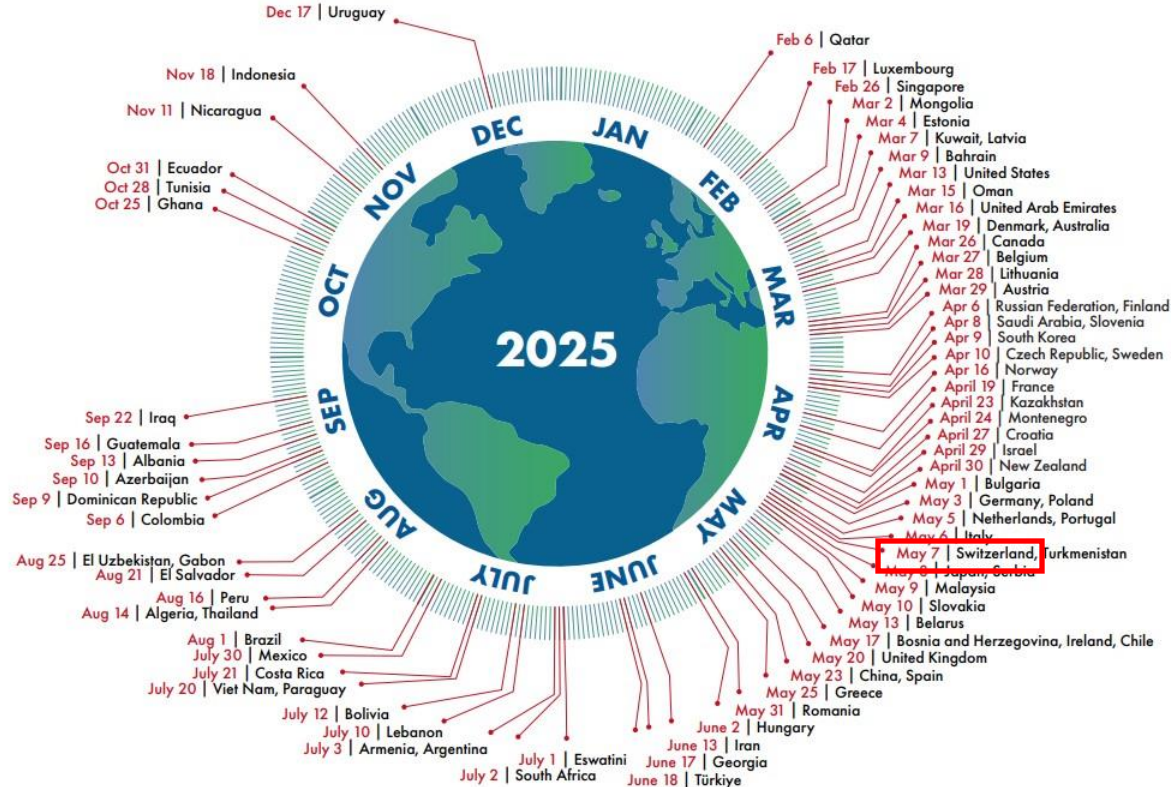 Dec 17 | Uruguay
Nov 18 | Indonesia
Nov 11 | Nicaragua
Oct 31 | Ecuador
Oct 28 | Tunisia
Oct 25 | Ghana
Sep 22 | Iraq
Sep 16 | Guatemala
Sep 13 | Albania
Sep 10 | Azerbaijan
Sep 9 | Dominican Republic
Sep 6 | Colombia
Aug 25 | El Uzbekistan, Gabon
Aug 21 | El Salvador
Aug 16 | Peru
Aug 14 | Algeria, Thailand
Aug 1 | Brazil
July 30 | Mexico
July 21 | Costa Rica
July 20 | Viet Nam, Paraguay
July 12 | Bolivia
July 10 | Lebanon
July 3 | Armenia, Argentina
July 1 | Eswatini
July 2 | South Africa
DEC
JAN
NOV
FEB
OCT
MAR
2025
SEP
APR
AUG
MAY
JULY
JUNE
Feb 6 | Qatar
Feb 17 | Luxembourg
Feb 26 | Singapore
Mar 2 | Mongolia
Mar 4 | Estonia
Mar 7 | Kuwait, Latvia
Mar 9 | Bahrain
Mar 13 | United States
Mar 15 | Oman
Mar 16 | United Arab Emirates
Mar 19 | Denmark, Australia
Mar 26 | Canada
Mar 27 | Belgium
Mar 28 | Lithuania
Mar 29 | Austria
Apr 6 | Russian Federation, Finland
Apr 8 | Saudi Arabia, Slovenia
Apr 9 | South Korea
Apr 10 | Czech Republic, Sweden
Apr 16 | Norway
April 19 | France
April 23 | Kazakhstan
April 24 | Montenegro
April 27 | Croatia
April 29 | Israel
April 30 | New Zealand
May 1 | Bulgaria
May 3 | Germany, Poland
May 5 | Netherlands, Portugal
May 6 | Italy
May 7 | Switzerland, Turkmenistan
May 8 | Japan, Serbia
May 9 | Malaysia
May 10 | Slovakia
May 13 | Belarus
May 17 | Bosnia and Herzegovina, Ireland, Chile
May 20 | United Kingdom
May 23 | China, Spain
May 25 | Greece
May 31 | Romania
June 2 | Hungary
June 13 | Iran
June 17 | Georgia
June 18 | Türkiye